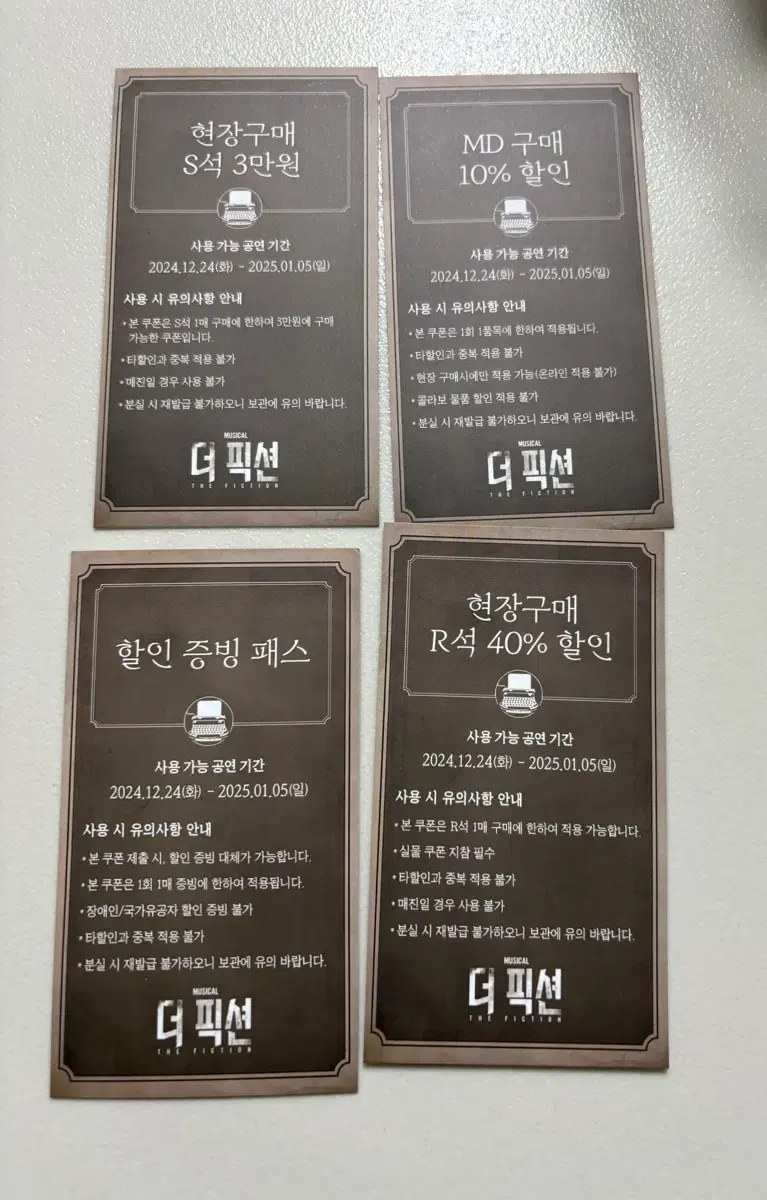 현장구매
S석 3만원
사용 가능 공연 기간
2024.12.24(화) - 2025.01.05(일)
사용 시 유의사항 안내
• 본 쿠폰은 S석 1매 구매에 한하여 3만원에 구매
가능한 쿠폰입니다.
• 타할인과 중복 적용 불가
• 매진일 경우 사용 불가
• 분실 시 재발급 불가하오니 보관에 유의 바랍니다.
MUSICAL
더 픽션
THE FICTION
MD 구매
10% 할인
사용 가능 공연 기간
2024.12.24(화) - 2025.01.05(일)
사용 시 유의사항 안내
• 본 쿠폰은 1회 1품목에 한하여 적용됩니다.
• 타할인과 중복 적용 불가
• 현장 구매시에만 적용 가능(온라인 적용 불가)
• 콜라보 물품 할인 적용 불가
• 분실 시 재발급 불가하오니 보관에 유의 바랍니다.
MUSICAL
더 픽션
THE FICTION
할인 증빙 패스
사용 가능 공연 기간
2024.12.24(화) - 2025.01.05(일)
사용 시 유의사항 안내
• 본 쿠폰 제출 시, 할인 증빙 대체가 가능합니다.
• 본 쿠폰은 1회 1매 증빙에 한하여 적용됩니다.
• 장애인/국가유공자 할인 증빙 불가
• 타할인과 중복 적용 불가
• 분실 시 재발급 불가하오니 보관에 유의 바랍니다.
MUSICAL
더 픽션
THE FICTION
현장구매
R석 40% 할인
사용 가능 공연 기간
2024.12.24(화) - 2025.01.05(일)
사용 시 유의사항 안내
• 본 쿠폰은 R석 1매 구매에 한하여 적용 가능합니다.
• 실물 쿠폰 지참 필수
• 타할인과 중복 적용 불가
• 매진일 경우 사용 불가
• 분실 시 재발급 불가하오니 보관에 유의 바랍니다.
MUSICAL
더 픽션
THE FICTION